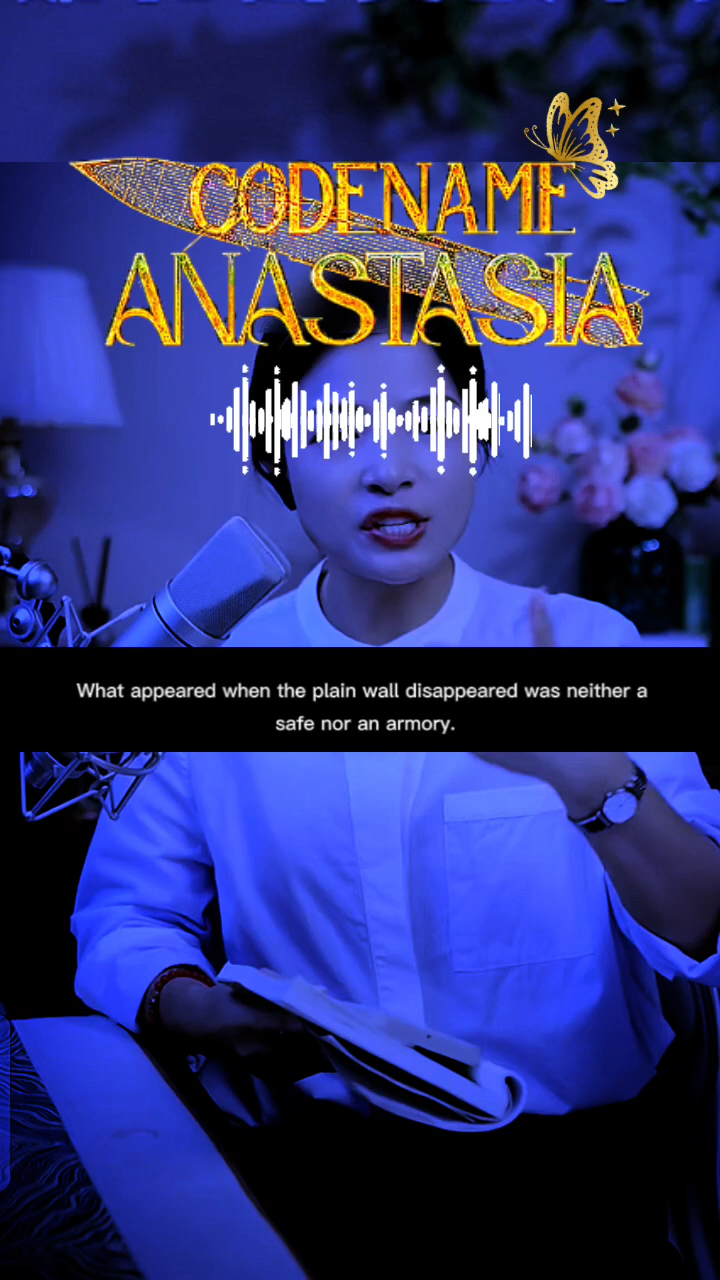 CODENAME
ANASTASIA
What appeared when the plain wall disappeared was neither a
safe nor an armory.